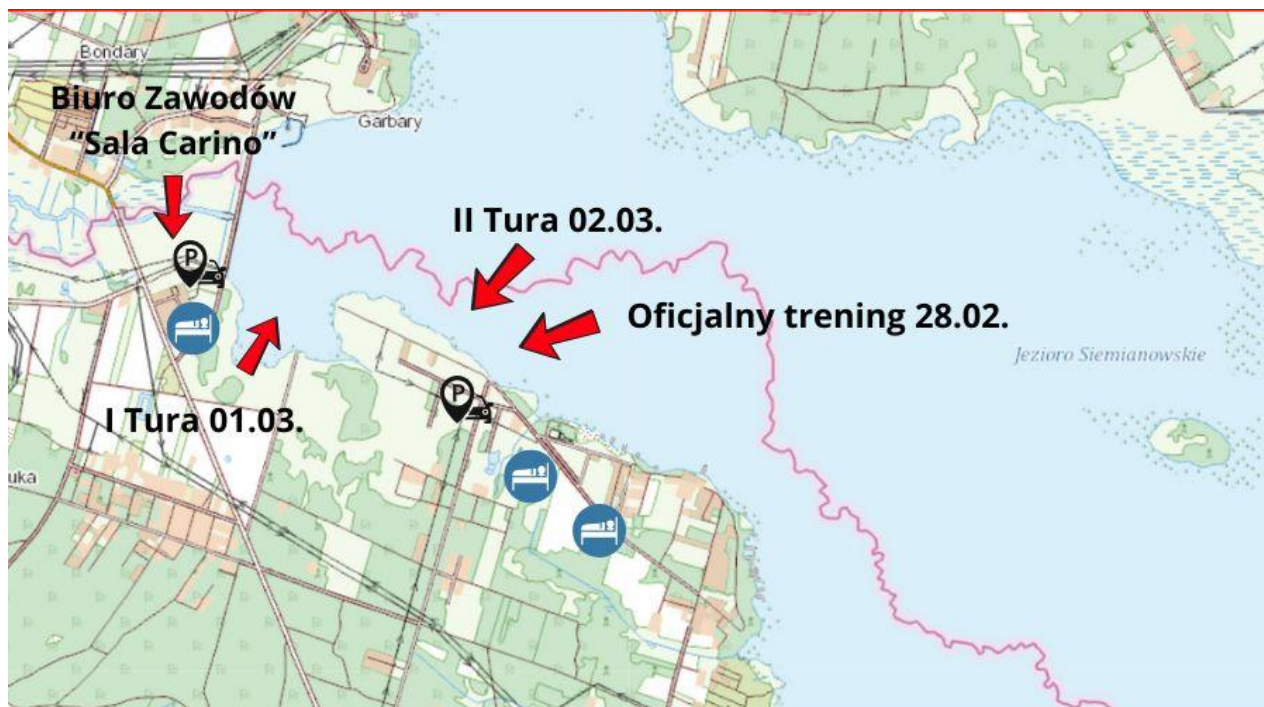 Bondary
Biuro Zawodów
“Sala Carino”
Garbary
P
II Tura 02.03.
Oficjalny trening 28.02.
Jezioro Siemianowskie
P
I Tura 01.03.
uka